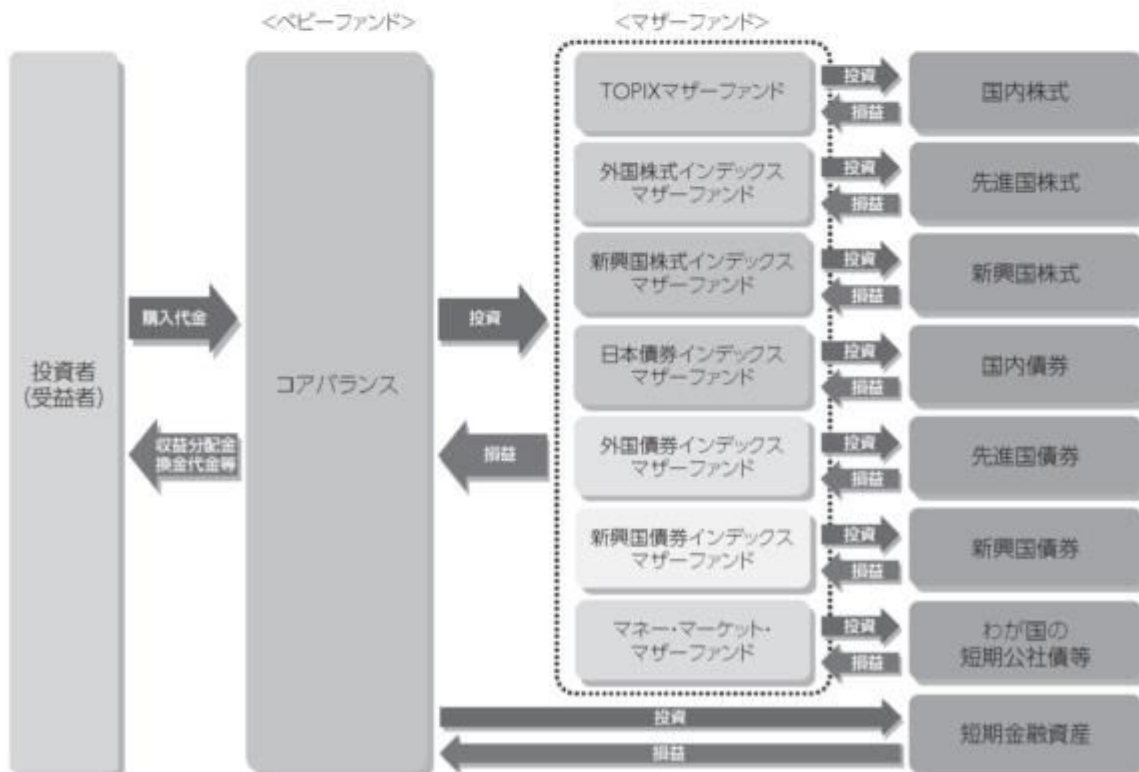 <ベビーファンド>
<マザーファンド>
投資者
(受益者)
購入代金
収益分配金
換金代金等
コアバランス
投資
損益
TOPIXマザーファンド
投資
損益
国内株式
外国株式インデックス
マザーファンド
投資
損益
先進国株式
新興国株式インデックス
マザーファンド
投資
損益
新興国株式
日本債券インデックス
マザーファンド
投資
損益
国内債券
外国債券インデックス
マザーファンド
投資
損益
先進国債券
新興国債券インデックス
マザーファンド
投資
損益
新興国債券
マネー・マーケット・
マザーファンド
投資
損益
わが国の
短期公社債等
投資
損益
短期金融資産